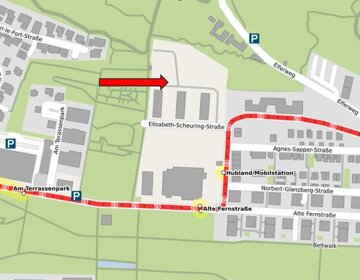 n-le-Fort-Straße
P
Elferweg
Elferweg
P
Elisabeth-Scheuring-Straße
Am Terrassenpark
Agnes-Sapper-Straße
P
Hubland/Mobilstation
Am Terrassenpark
Norbert-Glanzberg-Straße
P
Alte Fernstraße
Alte Fernstraße
Beltwalk